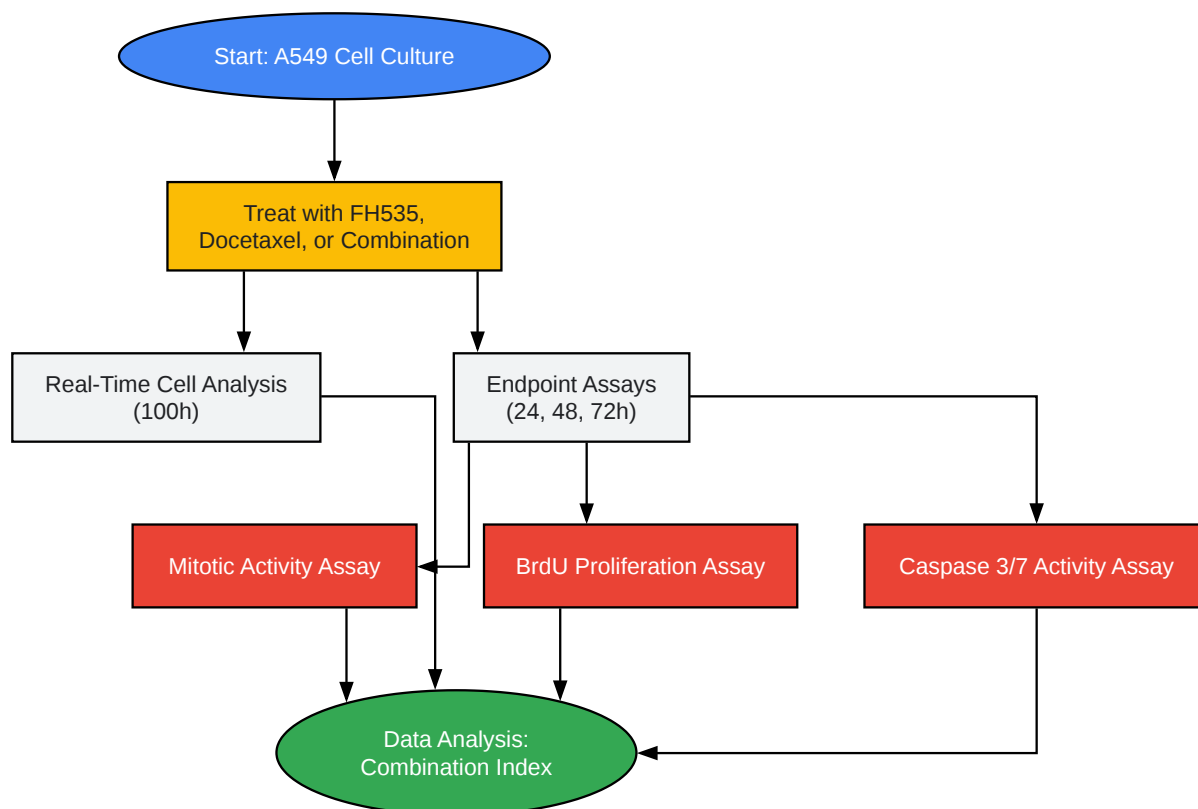 Start: A549 Cell Culture
Treat with FH535,
Docetaxel, or Combination
Real-Time Cell Analysis
(100h)
Endpoint Assays
(24, 48, 72h)
Mitotic Activity Assay
BrdU Proliferation Assay
Caspase 3/7 Activity Assay
Data Analysis:
Combination Index